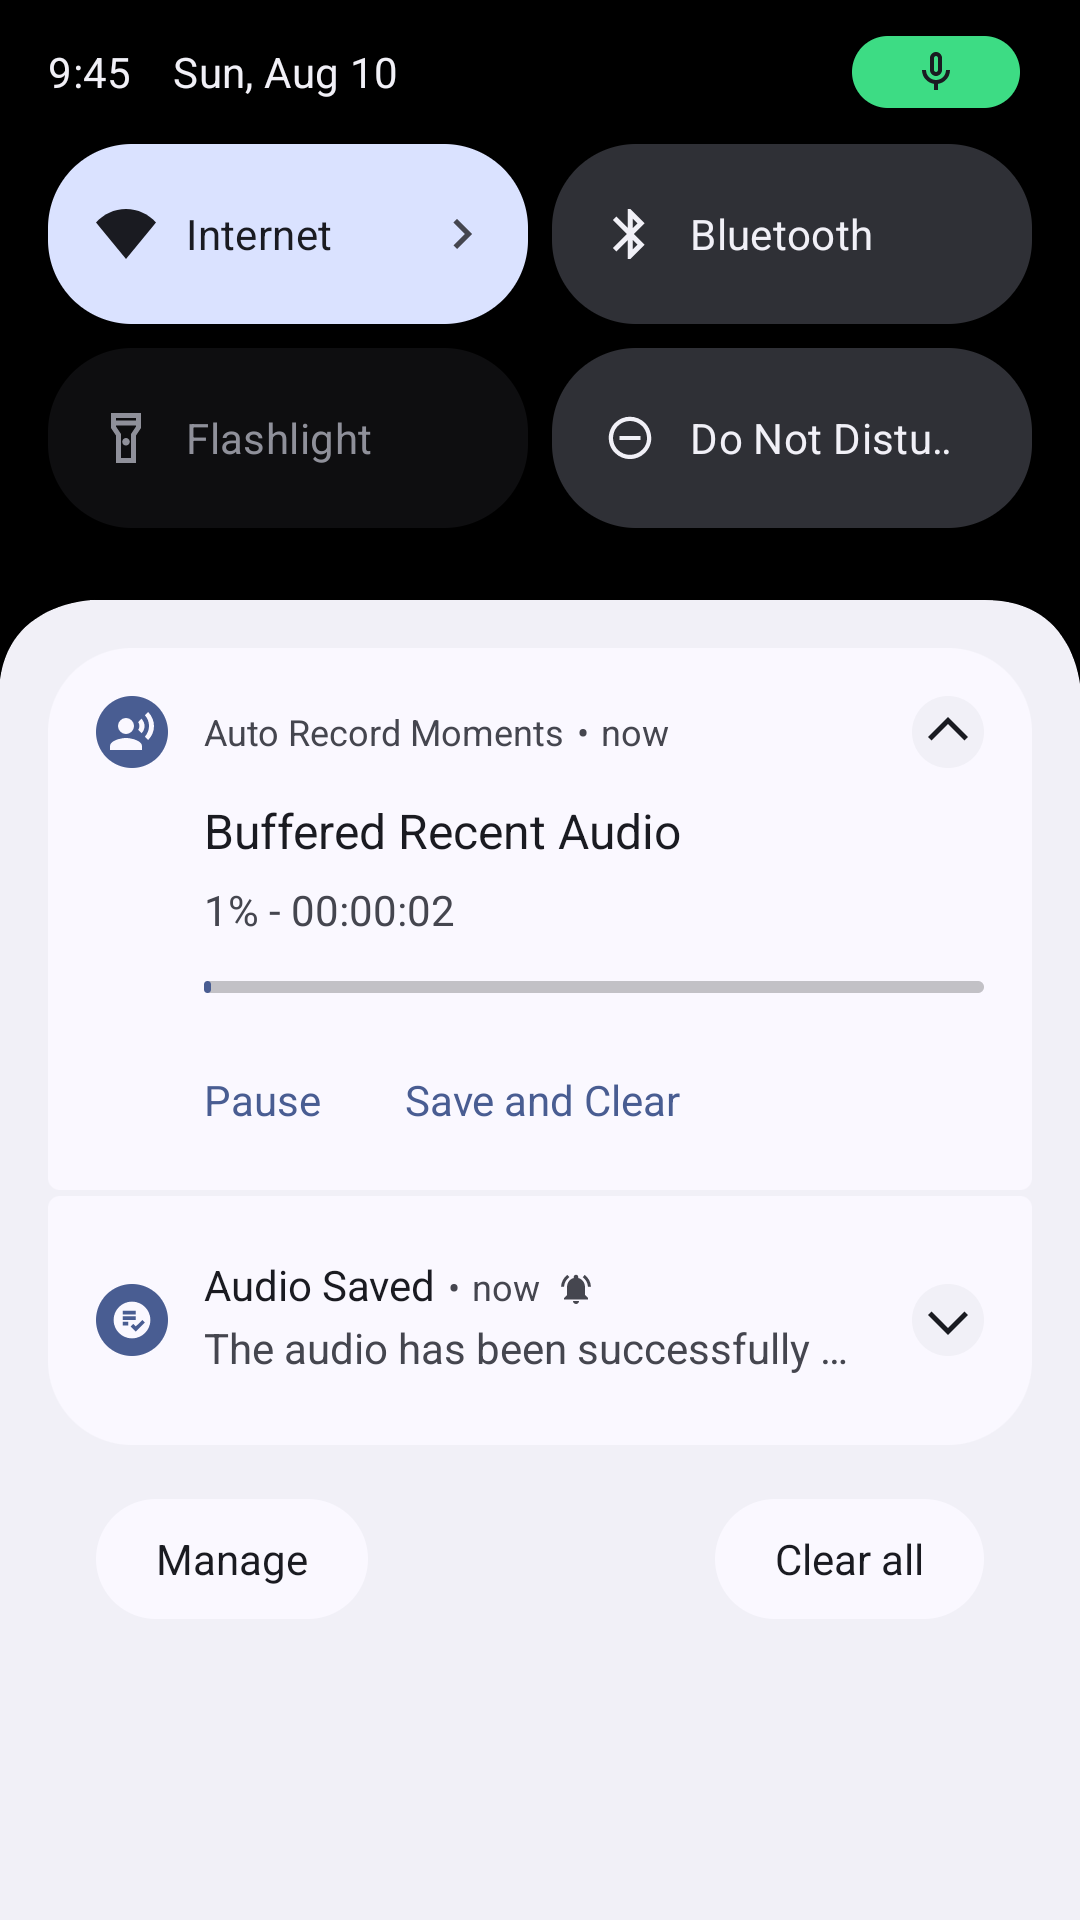 9:45 Sun, Aug 10
Internet
Bluetooth
Flashlight
Do Not Distu..
Auto Record Moments • now
Buffered Recent Audio
1% - 00:00:02
Pause Save and Clear
Audio Saved • now
The audio has been successfully ...
Manage Clear all